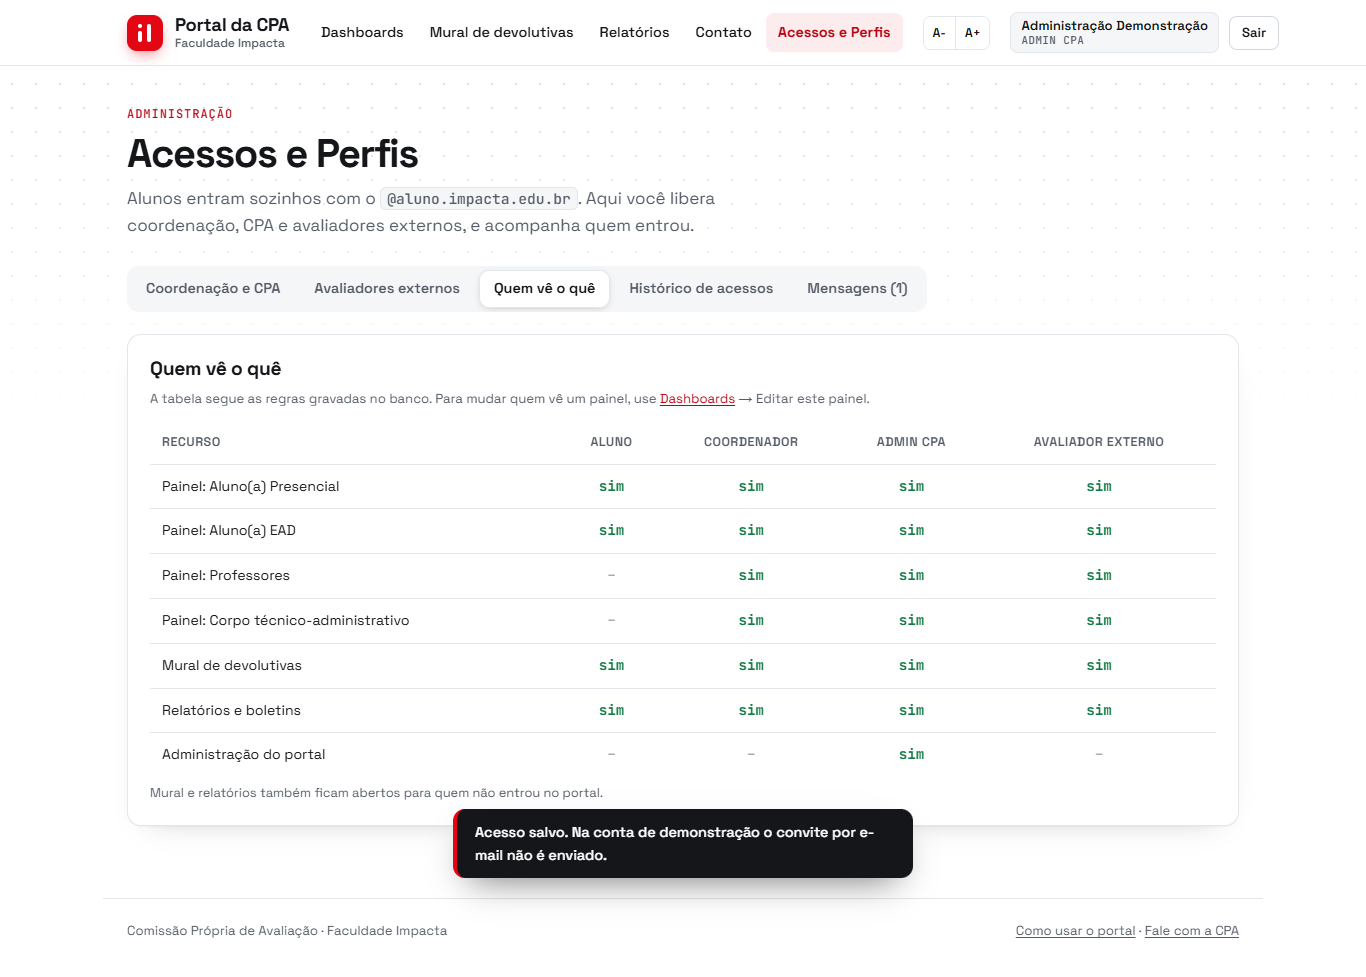 Portal da CPA
Faculdade Impacta
Dashboards
Mural de devolutivas
Relatórios
Contato
Acessos e Perfis
A-
A+
Administração Demonstração
ADMIN CPA
Sair
ADMINISTRAÇÃO
Acessos e Perfis
Alunos entram sozinhos com o @aluno.impacta.edu.br. Aqui você libera
coordenação, CPA e avaliadores externos, e acompanha quem entrou.
Coordenação e CPA
Avaliadores externos
Quem vê o quê
Histórico de acessos
Mensagens (1)
Quem vê o quê
A tabela segue as regras gravadas no banco. Para mudar quem vê um painel, use Dashboards → Editar este painel.
RECURSO ALUNO COORDENADOR ADMIN CPA AVALIADOR EXTERNO
Painel: Aluno(a) Presencial sim sim sim sim
Painel: Aluno(a) EAD sim sim sim sim
Painel: Professores – sim sim sim
Painel: Corpo técnico-administrativo – sim sim sim
Mural de devolutivas sim sim sim sim
Relatórios e boletins sim sim sim sim
Administração do portal – – sim –
Mural e relatórios também ficam abertos para quem não entrou no portal.
Acesso salvo. Na conta de demonstração o convite por e-
mail não é enviado.
Comissão Própria de Avaliação · Faculdade Impacta
Como usar o portal · Fale com a CPA